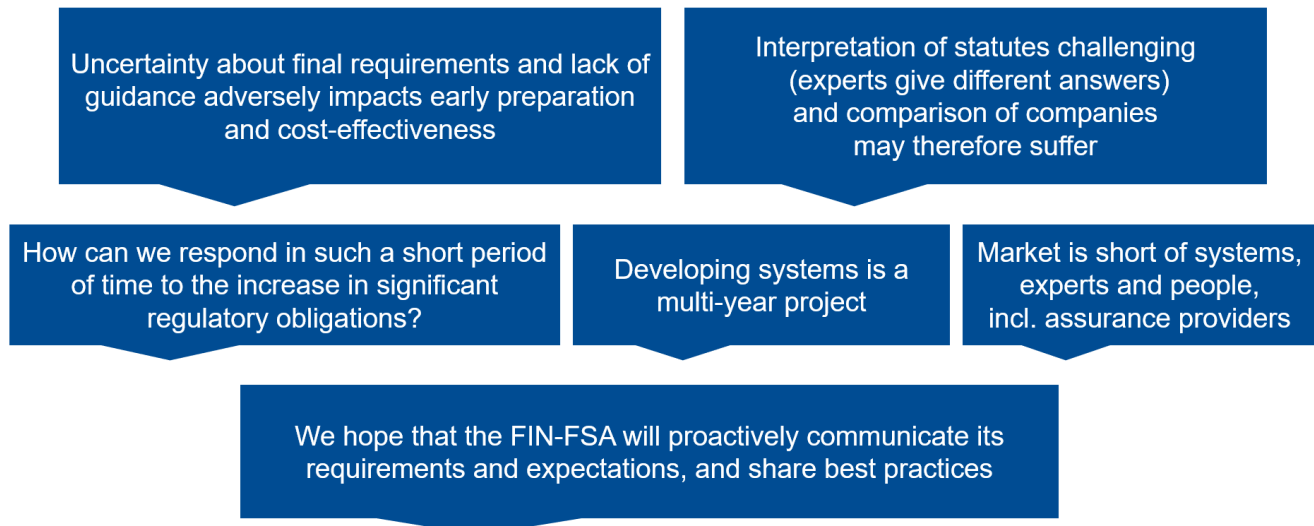 Uncertainty about final requirements and lack of
guidance adversely impacts early preparation
and cost-effectiveness
Interpretation of statutes challenging
(experts give different answers)
and comparison of companies
may therefore suffer
How can we respond in such a short period
of time to the increase in significant
regulatory obligations?
Developing systems is a
multi-year project
Market is short of systems,
experts and people,
incl. assurance providers
We hope that the FIN-FSA will proactively communicate its
requirements and expectations, and share best practices